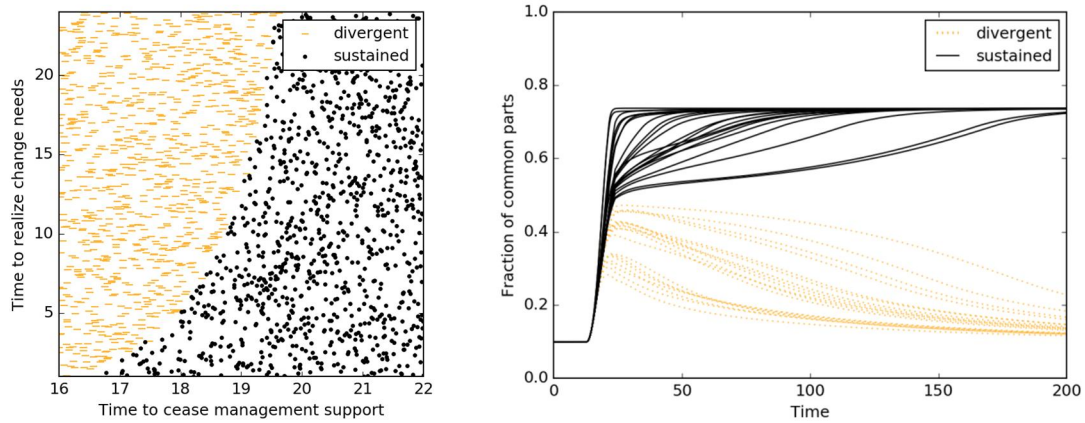 divergent
sustained
20
15
10
5
Time to realize change needs
16 17 18 19 20 21 22
Time to cease management support
divergent
sustained
1.0
0.8
0.6
0.4
0.2
0.0
Fraction of common parts
0 50 100 150 200
Time